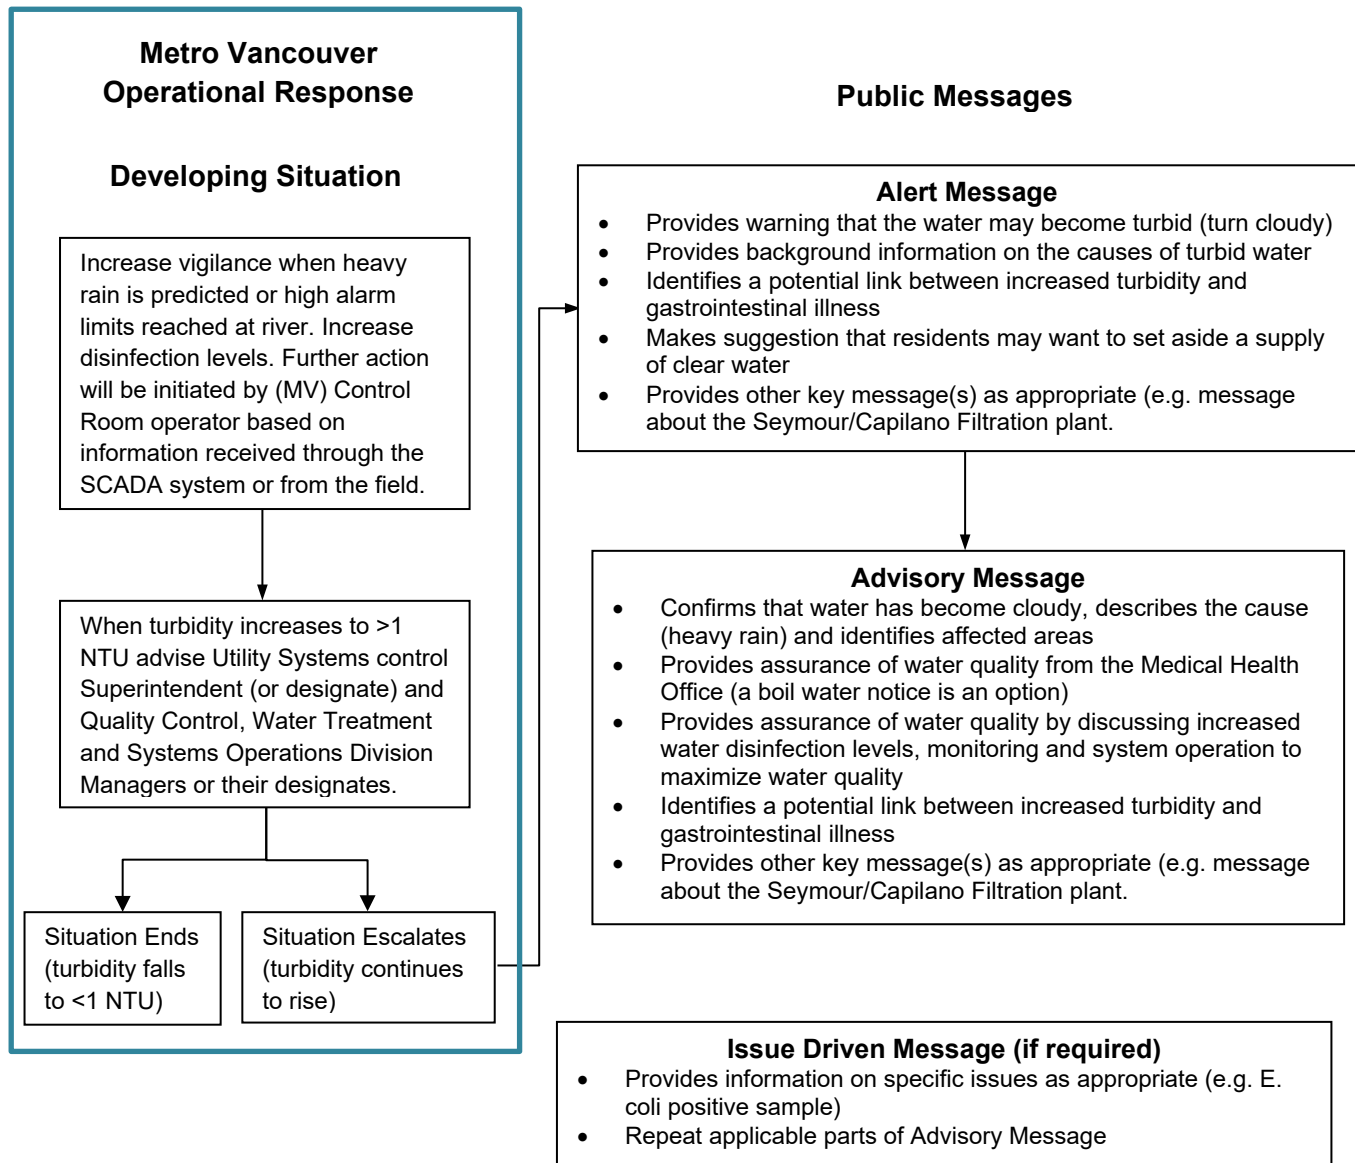 Metro Vancouver
Operational Response
Developing Situation
Increase vigilance when heavy
rain is predicted or high alarm
limits reached at river. Increase
disinfection levels. Further action
will be initiated by (MV) Control
Room operator based on
information received through the
SCADA system or from the field.
When turbidity increases to >1
NTU advise Utility Systems control
Superintendent (or designate) and
Quality Control, Water Treatment
and Systems Operations Division
Managers or their designates.
Situation Ends
(turbidity falls
to <1 NTU)
Situation Escalates
(turbidity continues
to rise)
Public Messages
Alert Message
• Provides warning that the water may become turbid (turn cloudy)
• Provides background information on the causes of turbid water
• Identifies a potential link between increased turbidity and
gastrointestinal illness
• Makes suggestion that residents may want to set aside a supply
of clear water
• Provides other key message(s) as appropriate (e.g. message
about the Seymour/Capilano Filtration plant.
Advisory Message
• Confirms that water has become cloudy, describes the cause
(heavy rain) and identifies affected areas
• Provides assurance of water quality from the Medical Health
Office (a boil water notice is an option)
• Provides assurance of water quality by discussing increased
water disinfection levels, monitoring and system operation to
maximize water quality
• Identifies a potential link between increased turbidity and
gastrointestinal illness
• Provides other key message(s) as appropriate (e.g. message
about the Seymour/Capilano Filtration plant.
Issue Driven Message (if required)
• Provides information on specific issues as appropriate (e.g. E.
coli positive sample)
• Repeat applicable parts of Advisory Message